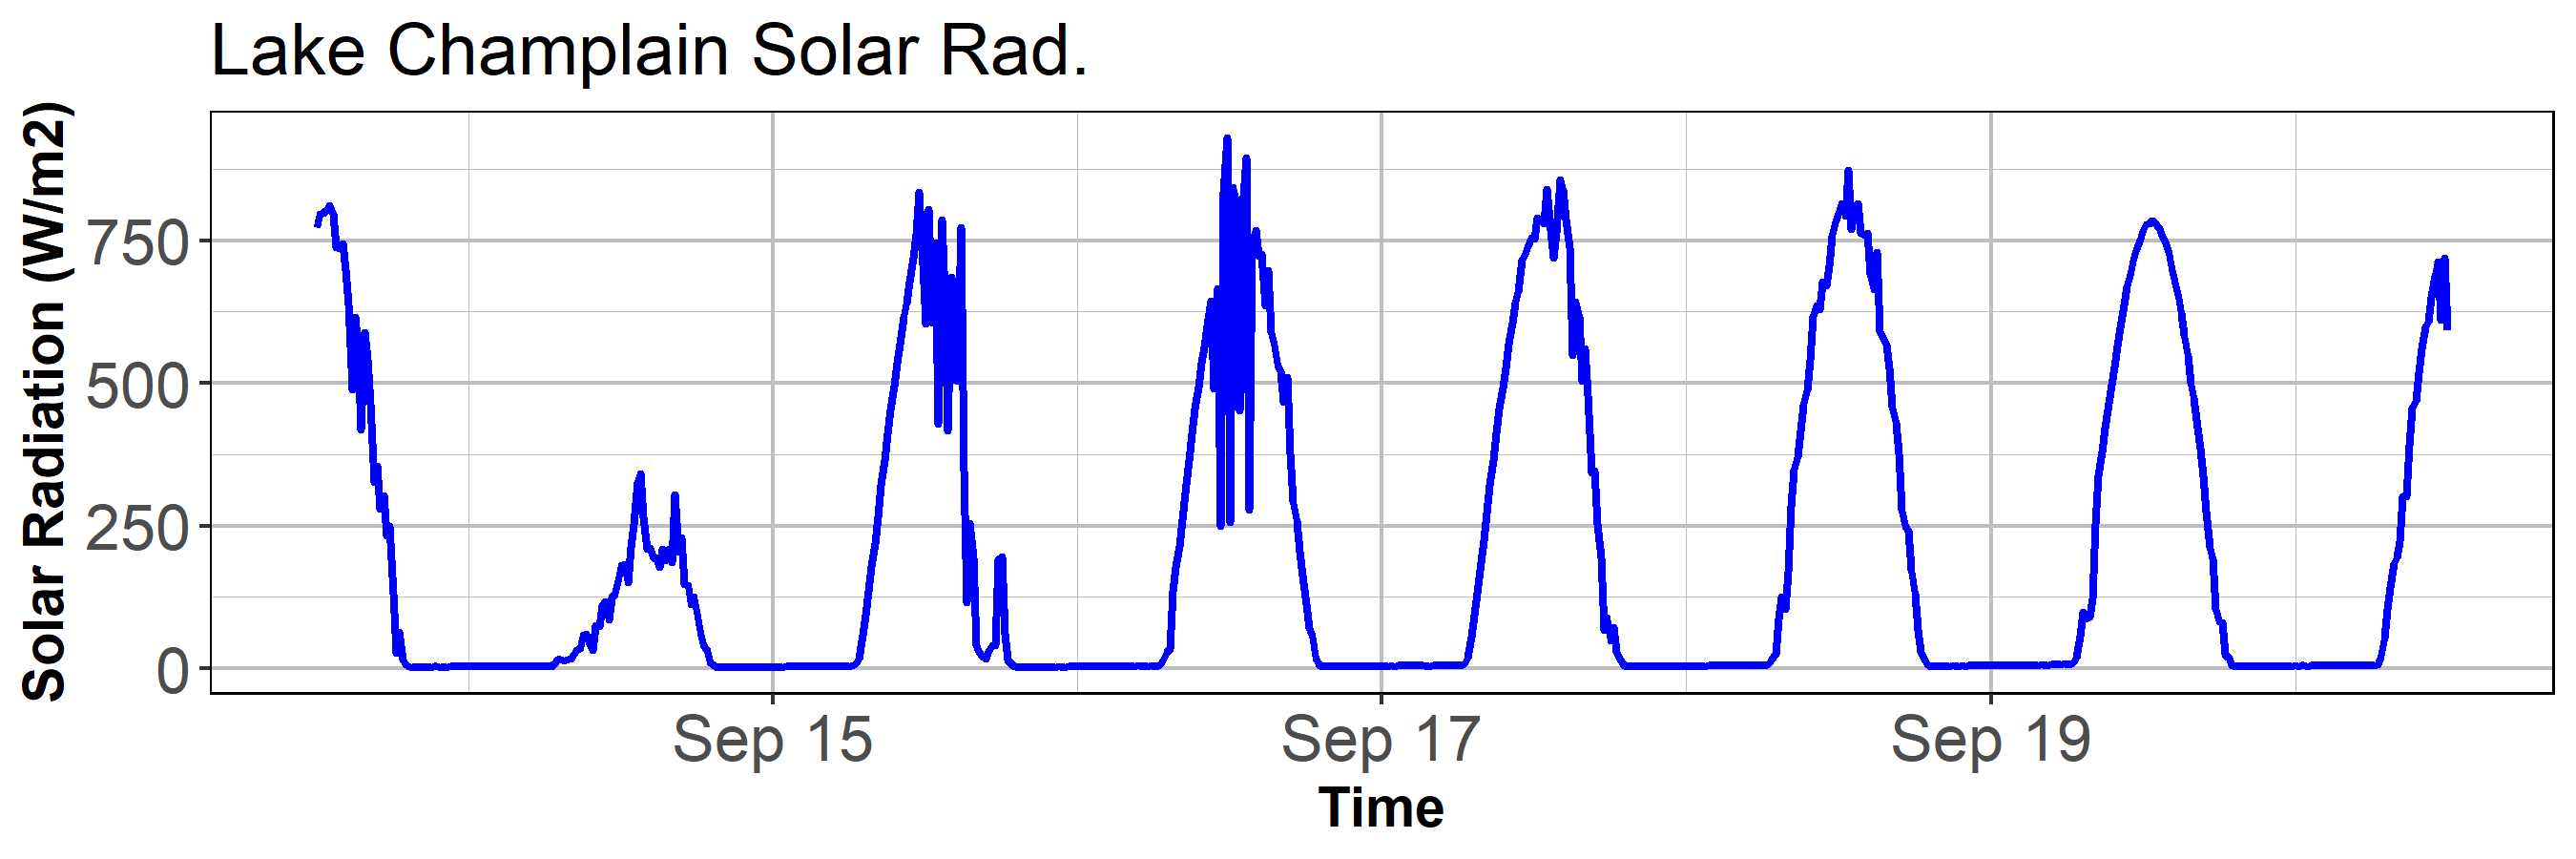 Lake Champlain Solar Rad.
Solar Radiation (W/m2)
750
500
250
0
Sep 15
Sep 17
Sep 19
Time